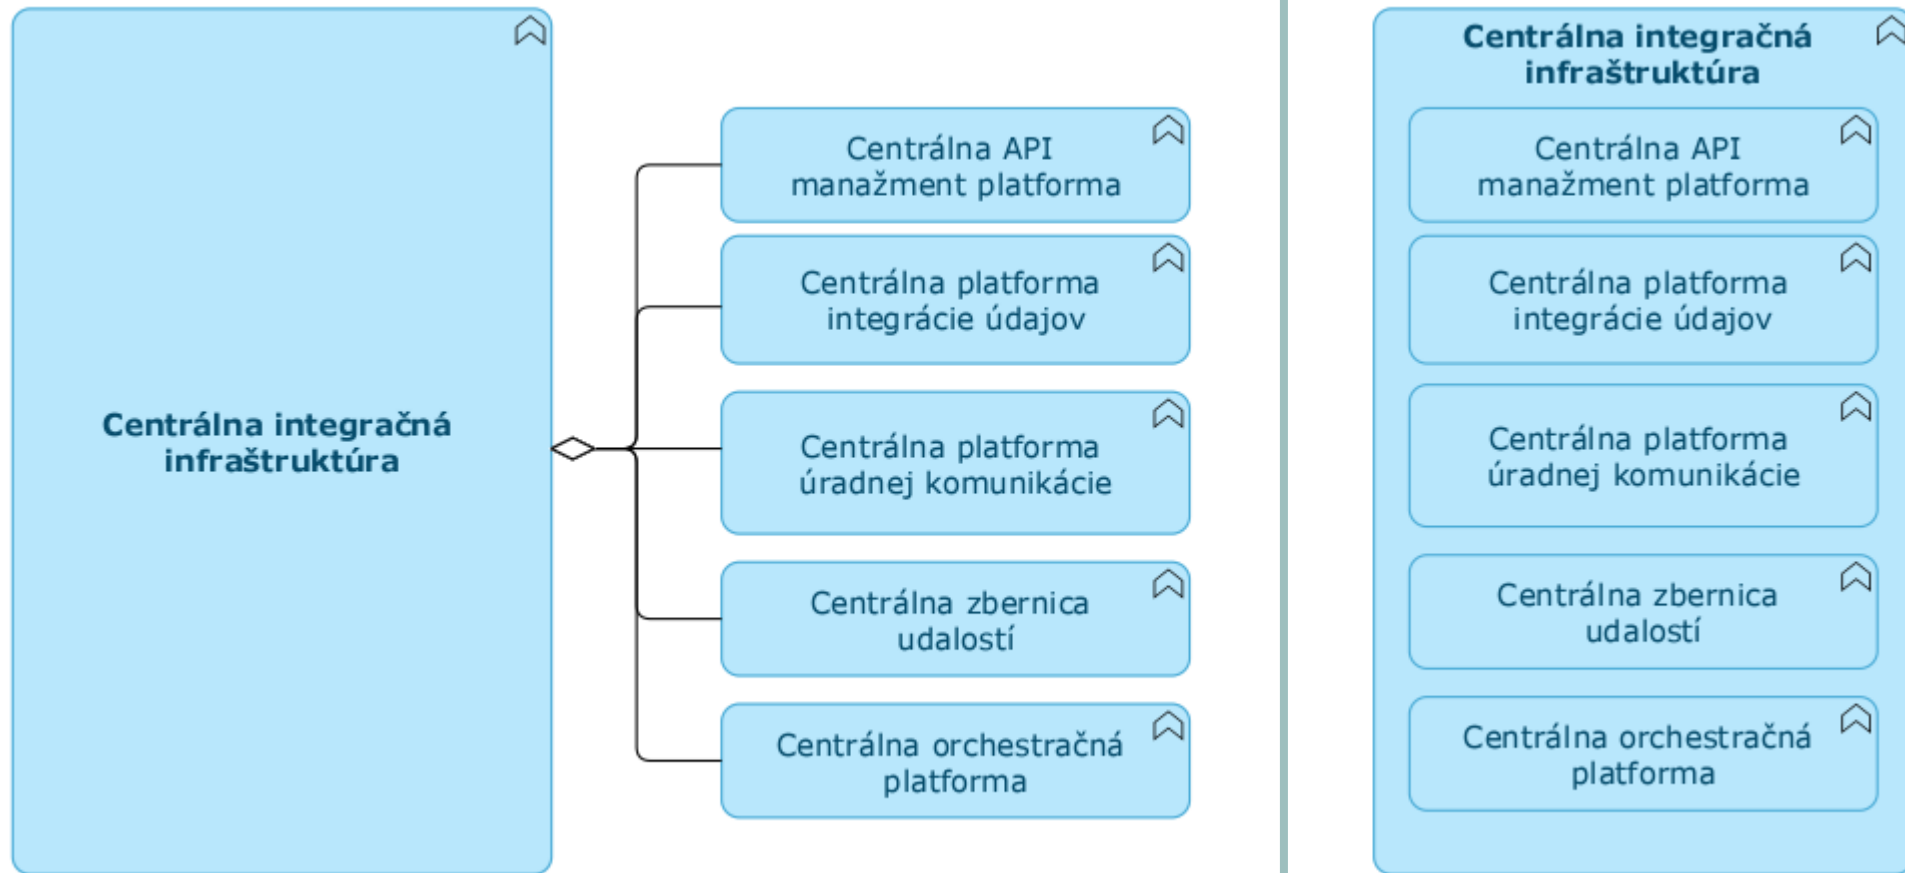 Centrálna integračná
infraštruktúra
Centrálna API
manažment platforma
Centrálna platforma
integrácie údajov
Centrálna platforma
úradnej komunikácie
Centrálna zbernica
udalostí
Centrálna orchestračná
platforma
Centrálna integračná
infraštruktúra
Centrálna API
manažment platforma
Centrálna platforma
integrácie údajov
Centrálna platforma
úradnej komunikácie
Centrálna zbernica
udalostí
Centrálna orchestračná
platforma